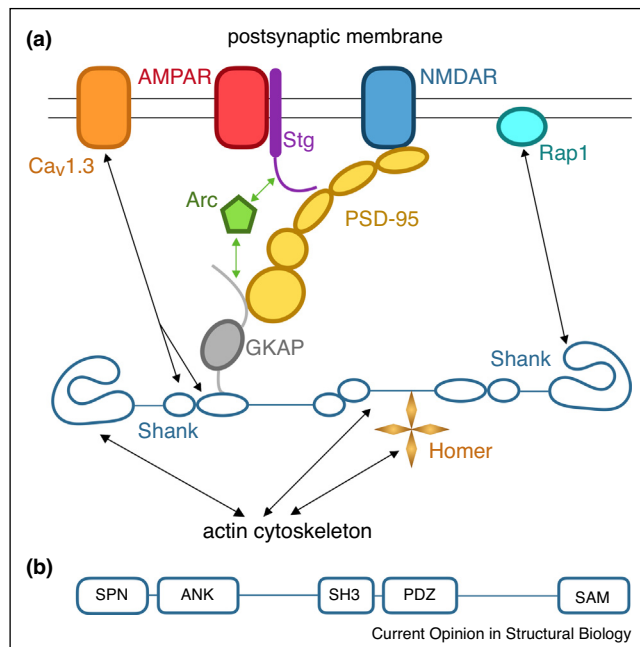 (a)
postsynaptic membrane
AMPAR
NMDAR
Stg
Rap1
Cav1.3
Arc
PSD-95
GKAP
Shank
Shank
Homer
actin cytoskeleton
(b)
SPN ANK SH3 PDZ SAM
Current Opinion in Structural Biology